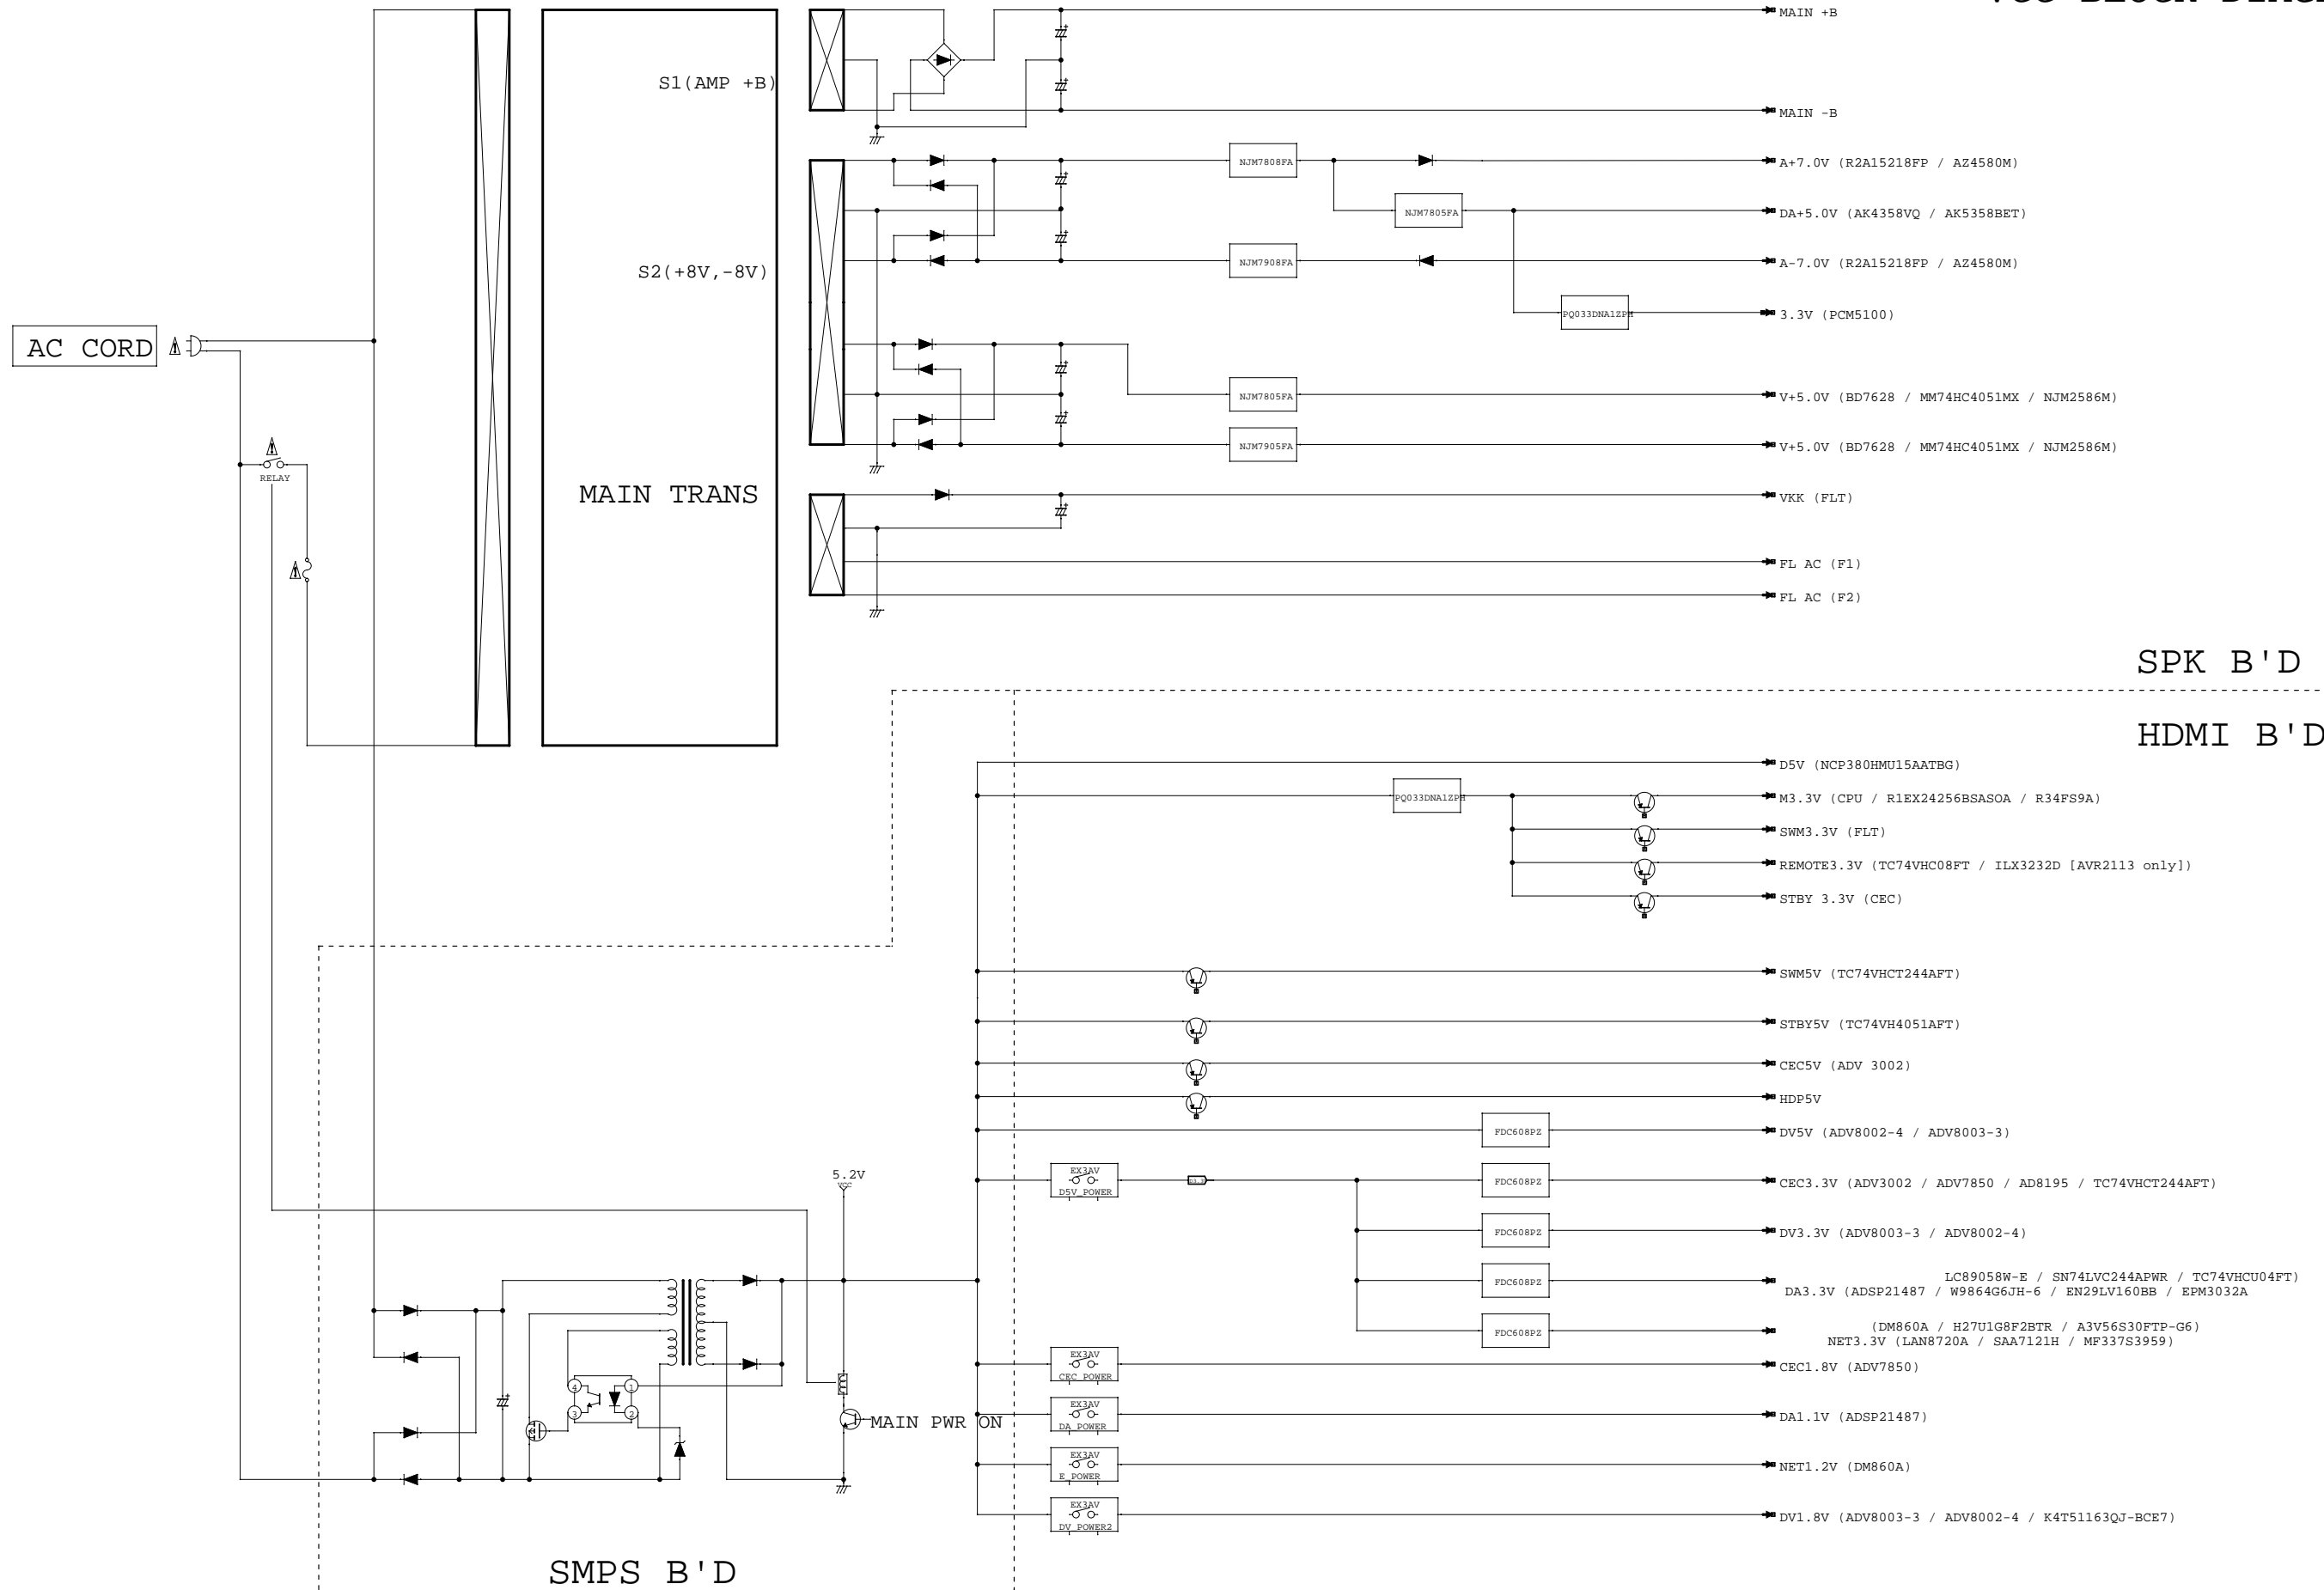 MAIN +B
S1(AMP +B)
MAIN -B
NJM7808FA
A+7.0V (R2A15218FP / AZ4580M)
NJM7805FA
DA+5.0V (AK4358VQ / AK5358BET)
S2(+8V,-8V)
NJM7908FA
A-7.0V (R2A15218FP / AZ4580M)
PQ033DNA1ZPH
3.3V (PCM5100)
AC CORD
NJM7805FA
V+5.0V (BD7628 / MM74HC4051MX / NJM2586M)
NJM7905FA
V+5.0V (BD7628 / MM74HC4051MX / NJM2586M)
RELAY
MAIN TRANS
VKK (FLT)
FL AC (F1)
FL AC (F2)
SPK B'D
HDMI B'D
D5V (NCP380HMU15AATBG)
PQ033DNA1ZPH
M3.3V (CPU / R1EX24256BSASOA / R34FS9A)
SWM3.3V (FLT)
REMOTE3.3V (TC74VHC08FT / ILX3232D [AVR2113 only])
STBY 3.3V (CEC)
SWM5V (TC74VHCT244AFT)
STBY5V (TC74VH4051AFT)
CEC5V (ADV 3002)
HDP5V
FDC608PZ
DV5V (ADV8002-4 / ADV8003-3)
5.2V
VCC
EX3AV
D5V_POWER
FDC608PZ
CEC3.3V (ADV3002 / ADV7850 / AD8195 / TC74VHCT244AFT)
FDC608PZ
DV3.3V (ADV8003-3 / ADV8002-4)
FDC608PZ
LC89058W-E / SN74LVC244APWR / TC74VHCU04FT)
DA3.3V (ADSP21487 / W9864G6JH-6 / EN29LV160BB / EPM3032A
FDC608PZ
(DM860A / H27U1G8F2BTR / A3V56S30FTP-G6)
NET3.3V (LAN8720A / SAA7121H / MF337S3959)
EX3AV
CEC_POWER
CEC1.8V (ADV7850)
4
1
3
2
MAIN PWR ON
EX3AV
DA_POWER
DA1.1V (ADSP21487)
EX3AV
E_POWER
NET1.2V (DM860A)
EX3AV
DV_POWER2
DV1.8V (ADV8003-3 / ADV8002-4 / K4T51163QJ-BCE7)
SMPS B'D